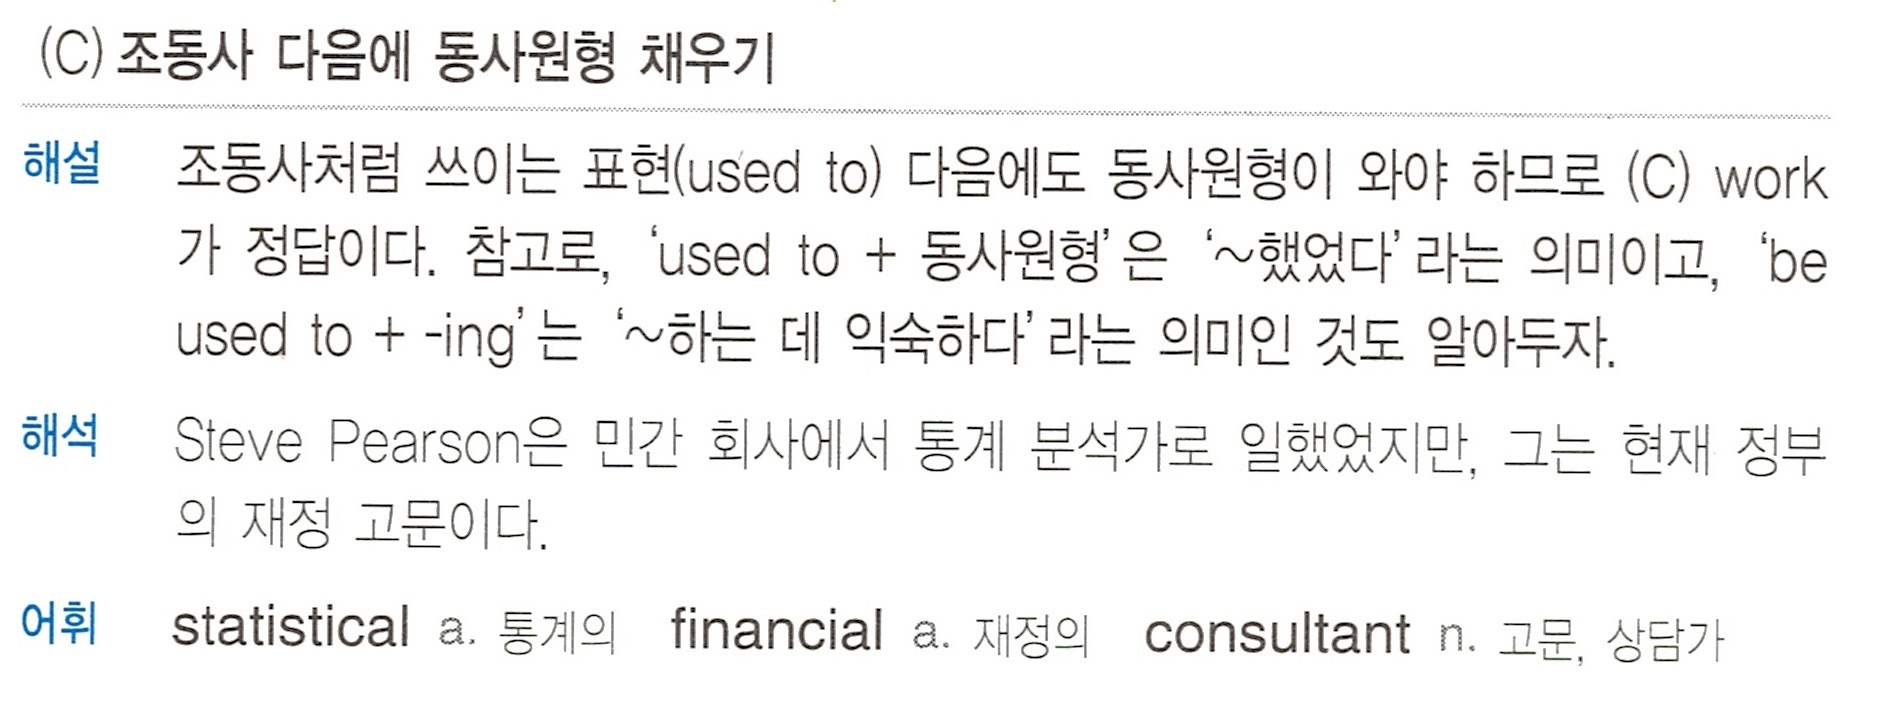 (C) 조동사 다음에 동사원형 채우기
해설 조동사처럼 쓰이는 표현(used to) 다음에도 동사원형이 와야 하므로 (C) work
가 정답이다. 참고로, ‘used to + 동사원형’은 ‘~했었다’라는 의미이고, ‘be
used to + -ing’는 ‘~하는 데 익숙하다’라는 의미인 것도 알아두자.
해석 Steve Pearson은 민간 회사에서 통계 분석가로 일했었지만, 그는 현재 정부
의 재정 고문이다.
어휘 statistical a. 통계의 financial a. 재정의 consultant n. 고문, 상담가